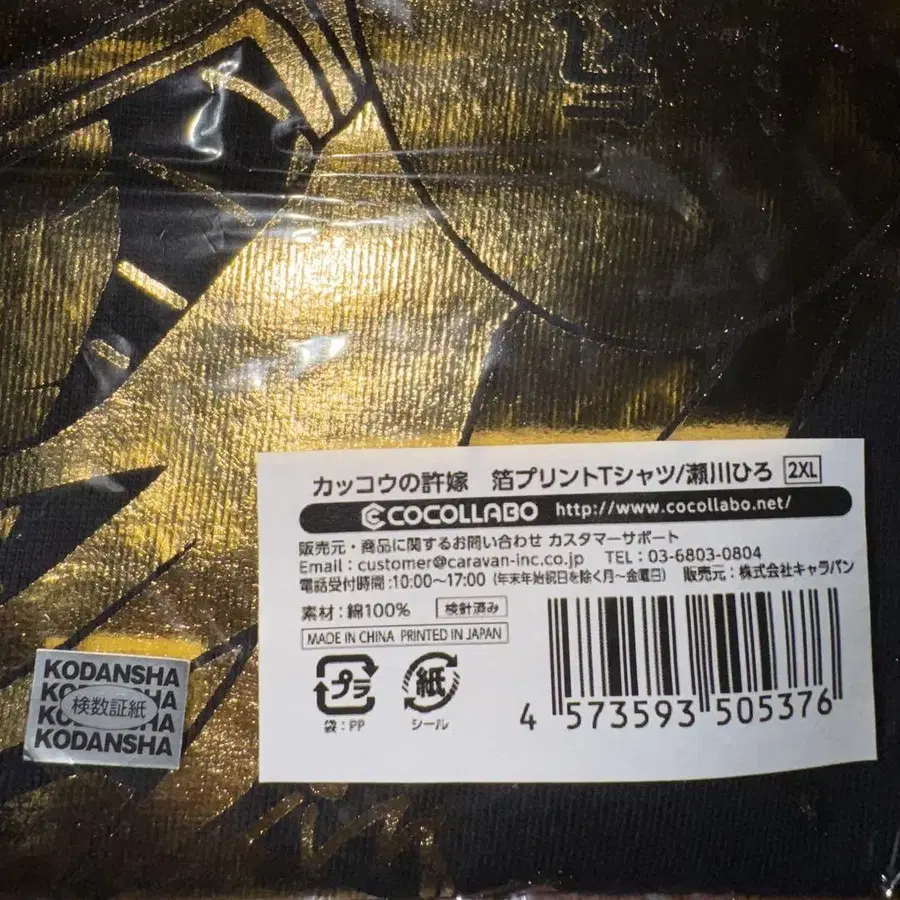 カッコウの許嫁 箔プリントTシャツ/瀬川ひろ 2XL
COCOLLABO http://www.cocollabo.net/
販売元・商品に関するお問い合わせ カスタマーサポート
Email：customer@caravan-inc.co.jp TEL：03-6803-0804
電話受付時間：10:00〜17:00（年末年始祝日を除く月〜金曜日） 販売元：株式会社キャラバン
素材：綿100% 検針済み
MADE IN CHINA PRINTED IN JAPAN
プラ 紙
袋：PP シール
4 573593 505376
KODANSHA
検数証紙
KODANSHA